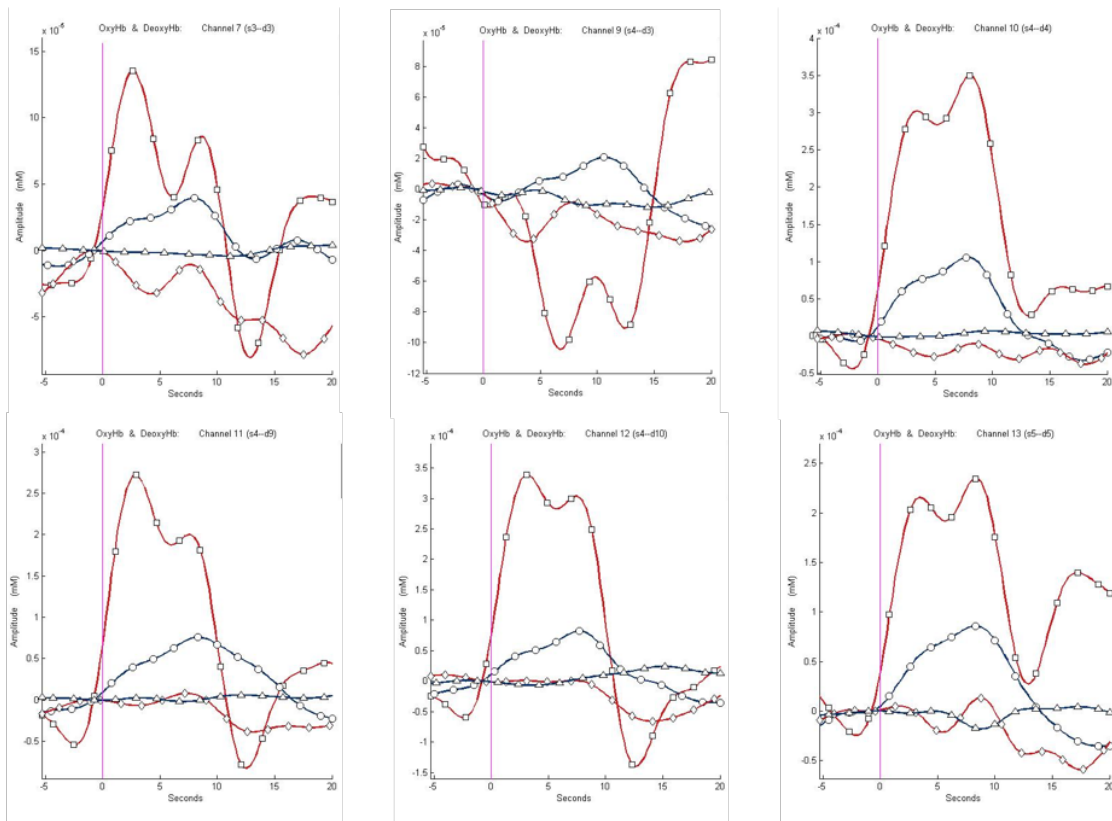 x 10⁻⁵
OxyHb & DeoxyHb: Channel 7 (s3--d3)
15
10
5
0
-5
Amplitude (mM)
-5 0 5 10 15 20
Seconds
x 10⁻⁵
OxyHb & DeoxyHb: Channel 9 (s4--d3)
8
6
4
2
0
-2
-4
-6
-8
-10
-12
Amplitude (mM)
-5 0 5 10 15 20
Seconds
x 10⁻⁴
OxyHb & DeoxyHb: Channel 10 (s4--d4)
4
3.5
3
2.5
2
1.5
1
0.5
0
-0.5
Amplitude (mM)
-5 0 5 10 15 20
Seconds
x 10⁻⁴
OxyHb & DeoxyHb: Channel 11 (s4--d9)
3
2.5
2
1.5
1
0.5
0
-0.5
Amplitude (mM)
-5 0 5 10 15 20
Seconds
x 10⁻⁴
OxyHb & DeoxyHb: Channel 12 (s4--d10)
3.5
3
2.5
2
1.5
1
0.5
0
-0.5
-1
-1.5
Amplitude (mM)
-5 0 5 10 15 20
Seconds
x 10⁻⁴
OxyHb & DeoxyHb: Channel 13 (s5--d5)
2.5
2
1.5
1
0.5
0
-0.5
Amplitude (mM)
-5 0 5 10 15 20
Seconds